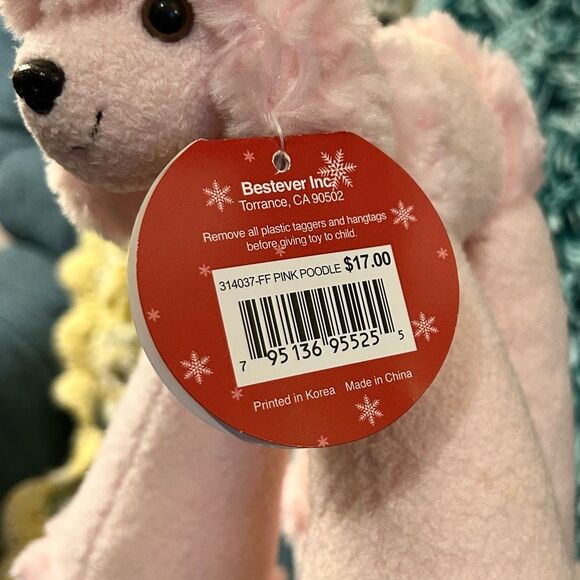 Bestever Inc.
Torrance, CA 90502
Remove all plastic taggers and hangtags
before giving toy to child.
314037-FF PINK POODLE $17.00
7 95136 95525 5
Printed in Korea Made in China